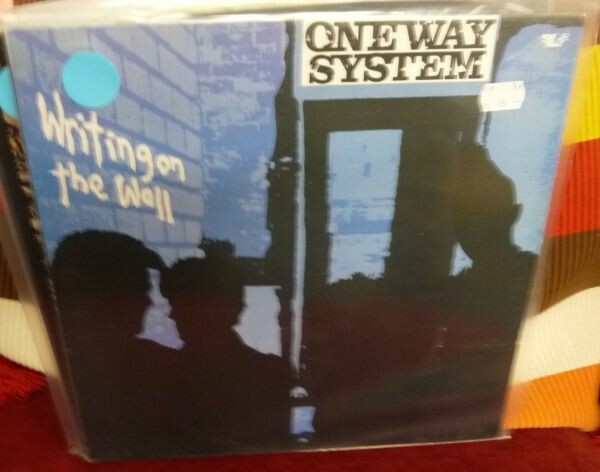 ONE WAY
SYSTEM
Writing on
the Wall